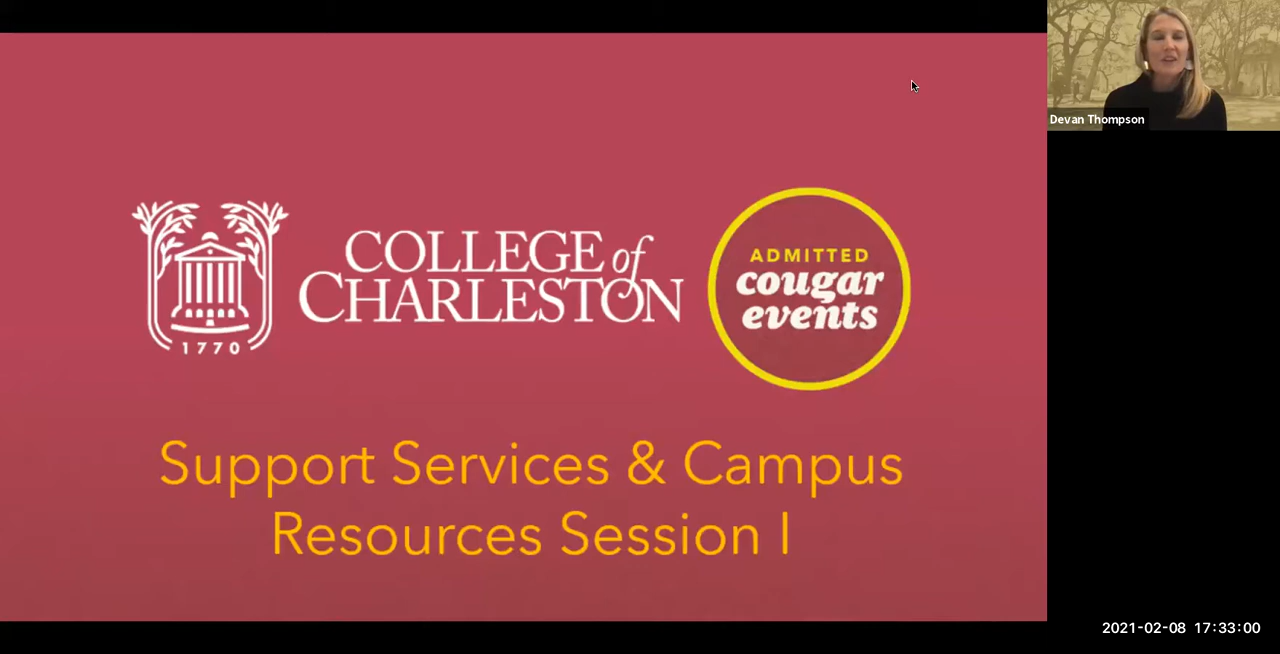 COLLEGE of
CHARLESTON
1770
ADMITTED
cougar
events
Support Services & Campus
Resources Session I
Devan Thompson
2021-02-08 17:33:00